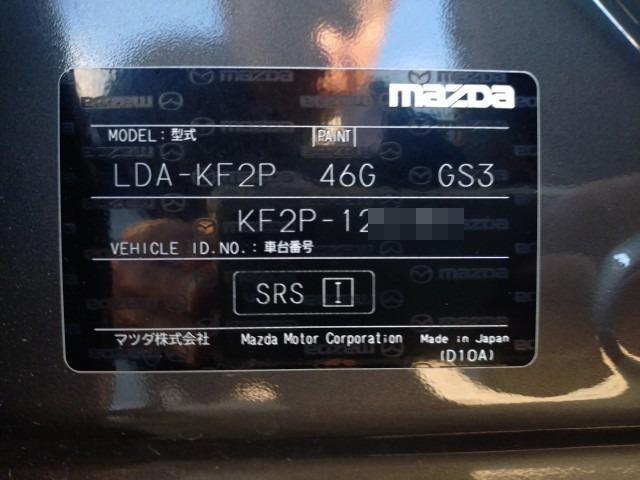 mazda
MODEL:型式 PAINT
LDA-KF2P 46G GS3
KF2P-12
VEHICLE ID.NO.:車台番号
SRS I
マツダ株式会社 Mazda Motor Corporation Made in Japan
(D10A)